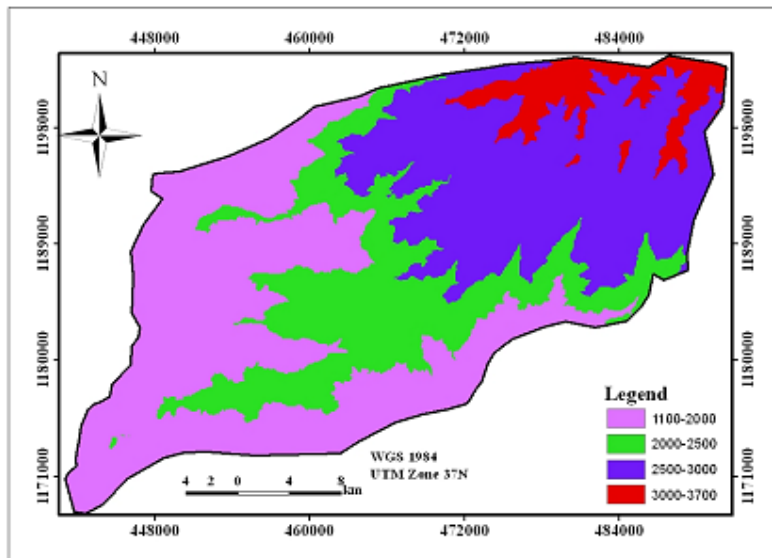 448000 460000 472000 484000
N
1198000 1198000
1189000 1189000
1180000 1180000
1171000 1171000
Legend
1100-2000
2000-2500
2500-3000
3000-3700
WGS 1984
UTM Zone 37N
4 2 0 4 8
km
448000 460000 472000 484000